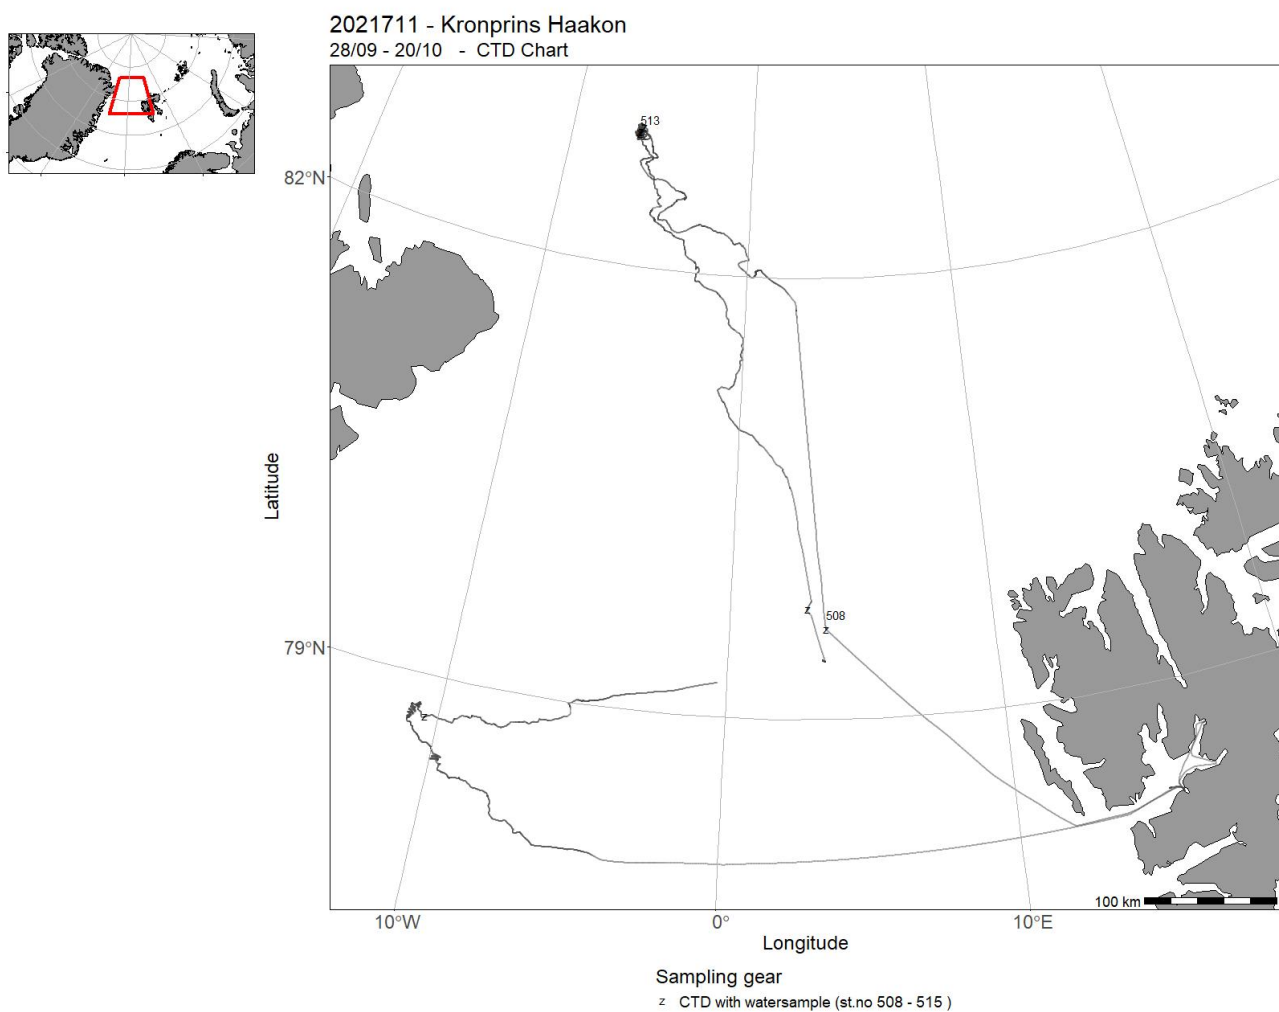 2021711 - Kronprins Haakon
28/09 - 20/10 - CTD Chart
513
82°N
Latitude
508
z
z
79°N
z
100 km
10°W
0°
10°E
Longitude
Sampling gear
z CTD with watersample (st.no 508 - 515 )